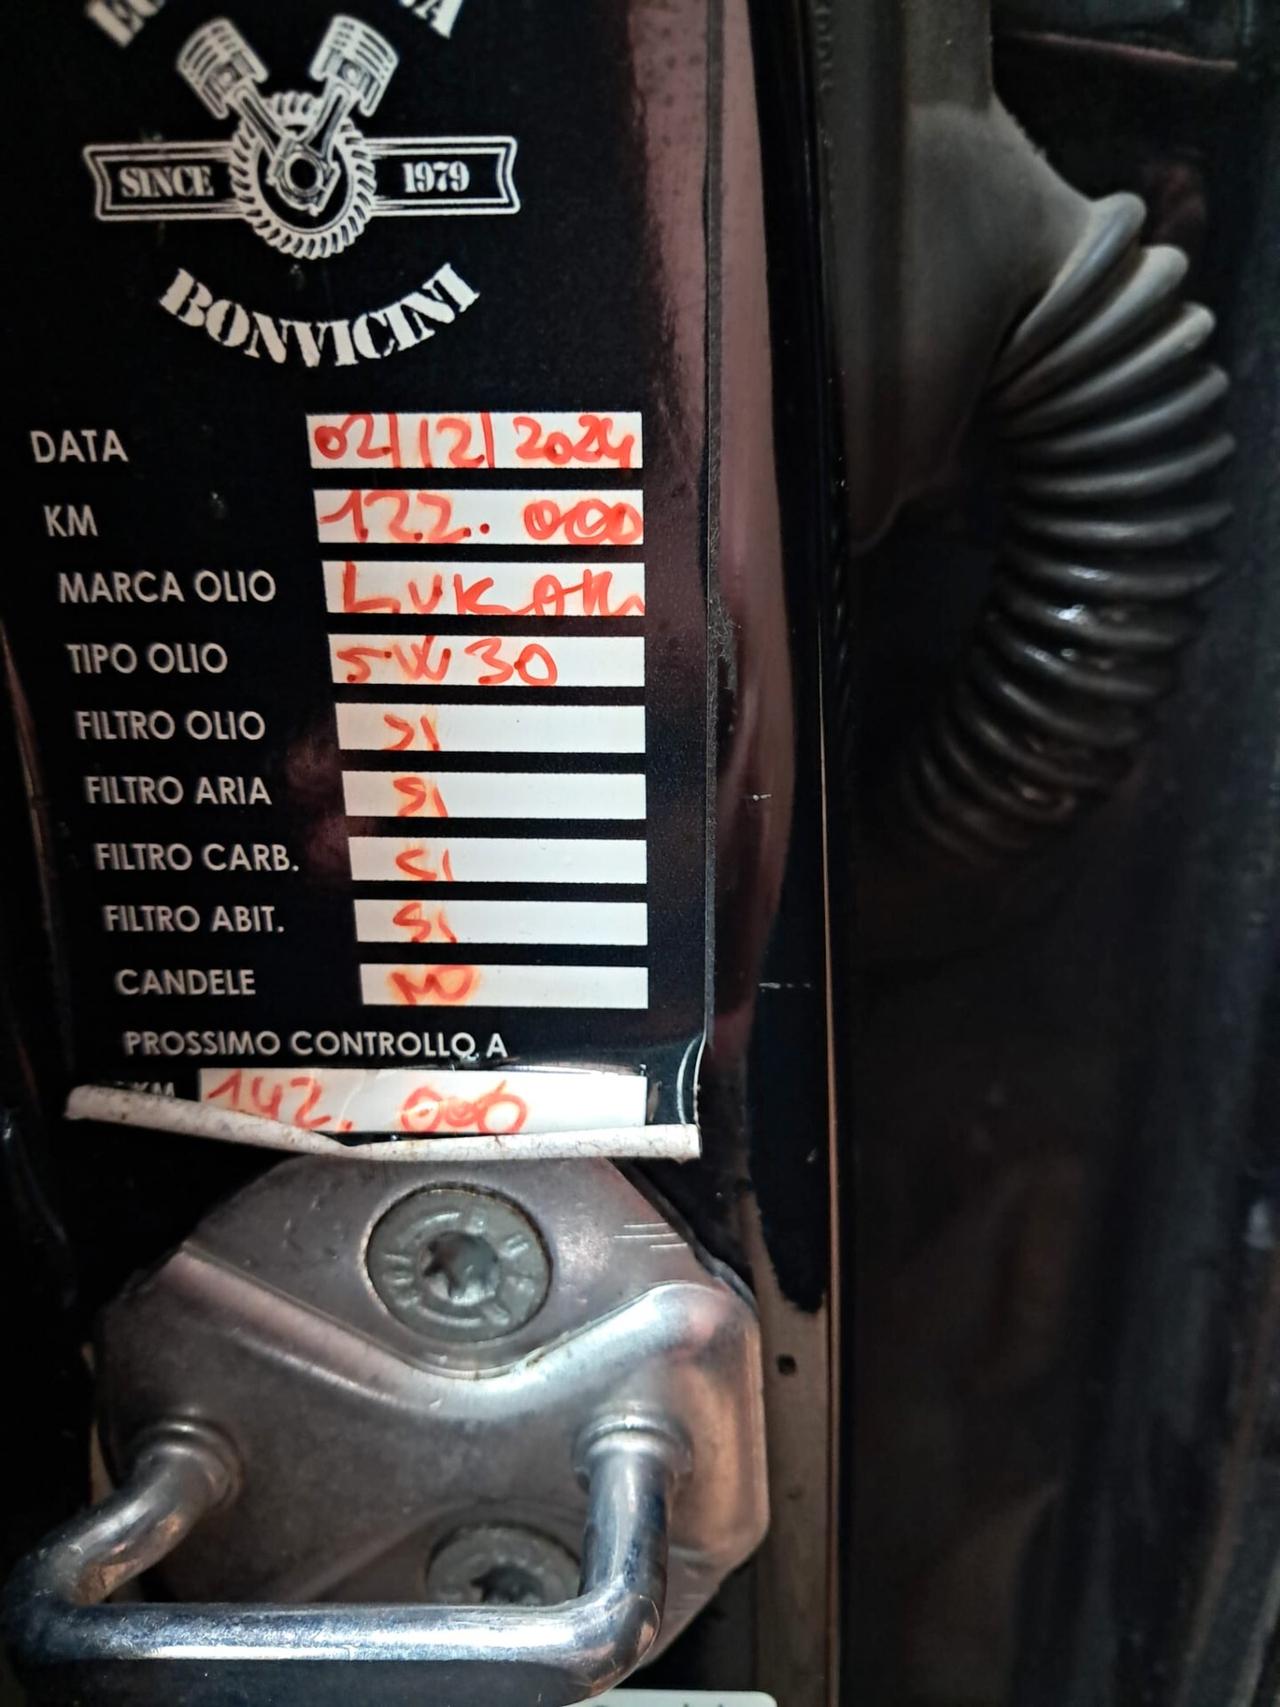 SINCE 1979
BONVICINI
DATA 02/12/2024
KM 122.000
MARCA OLIO
TIPO OLIO 5W30
FILTRO OLIO SI
FILTRO ARIA SI
FILTRO CARB. SI
FILTRO ABIT. SI
CANDELE NO
PROSSIMO CONTROLLO A
KM 142.000